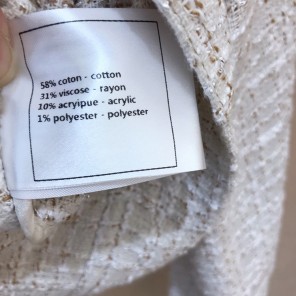 58% coton - cotton
31% viscose - rayon
10% acryipue - acrylic
1% polyester - polyester